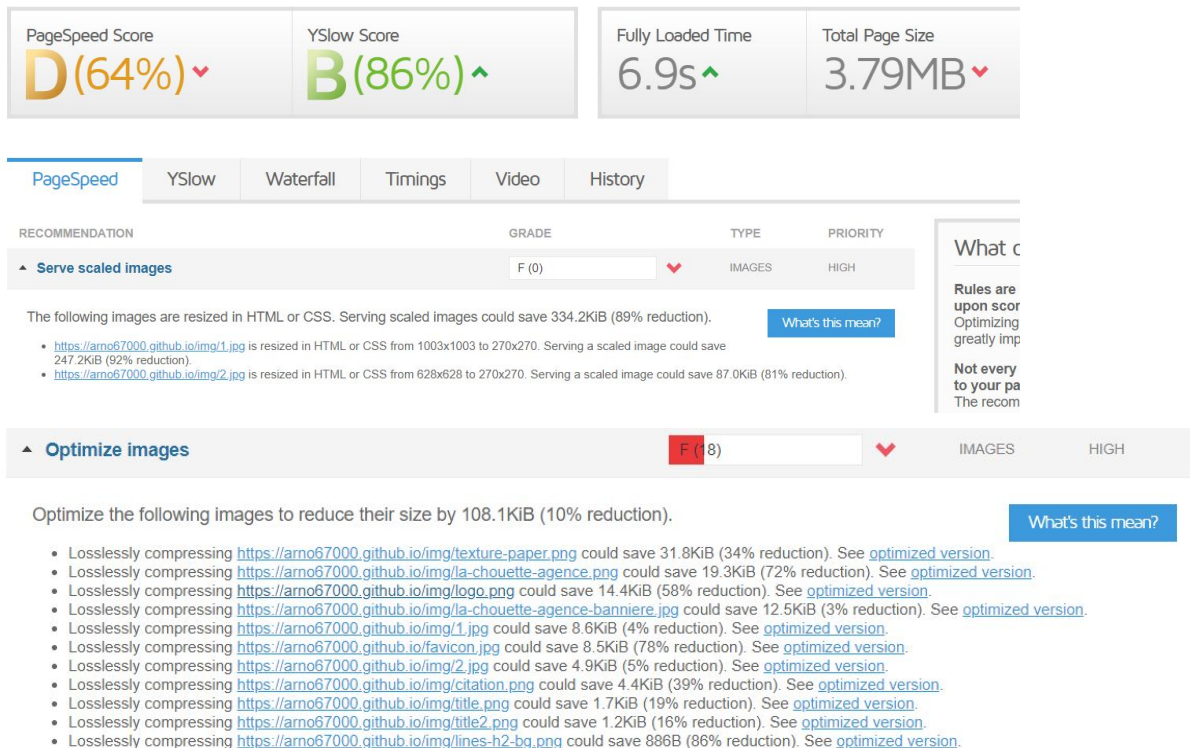 PageSpeed Score
YSlow Score
Fully Loaded Time
Total Page Size
D (64%)
B (86%)
6.9s
3.79MB
PageSpeed
YSlow
Waterfall
Timings
Video
History
RECOMMENDATION
GRADE
TYPE
PRIORITY
Serve scaled images
F (0)
IMAGES
HIGH
The following images are resized in HTML or CSS. Serving scaled images could save 334.2KiB (89% reduction).
What's this mean?
https://arno67000.github.io/img/1.jpg is resized in HTML or CSS from 1003x1003 to 270x270. Serving a scaled image could save
247.2KiB (92% reduction).
https://arno67000.github.io/img/2.jpg is resized in HTML or CSS from 628x628 to 270x270. Serving a scaled image could save 87.0KiB (81% reduction).
What
Rules are
upon scor
Optimizing
greatly imp
Not every
to your pa
The recom
Optimize images
F (18)
IMAGES
HIGH
Optimize the following images to reduce their size by 108.1KiB (10% reduction).
What's this mean?
Losslessly compressing https://arno67000.github.io/img/texture-paper.png could save 31.8KiB (34% reduction). See optimized version.
Losslessly compressing https://arno67000.github.io/img/la-chouette-agence.png could save 19.3KiB (72% reduction). See optimized version.
Losslessly compressing https://arno67000.github.io/img/logo.png could save 14.4KiB (58% reduction). See optimized version.
Losslessly compressing https://arno67000.github.io/img/la-chouette-agence-banniere.jpg could save 12.5KiB (3% reduction). See optimized version.
Losslessly compressing https://arno67000.github.io/img/1.jpg could save 8.6KiB (4% reduction). See optimized version.
Losslessly compressing https://arno67000.github.io/favicon.jpg could save 8.5KiB (78% reduction). See optimized version.
Losslessly compressing https://arno67000.github.io/img/2.jpg could save 4.9KiB (5% reduction). See optimized version.
Losslessly compressing https://arno67000.github.io/img/citation.png could save 4.4KiB (39% reduction). See optimized version.
Losslessly compressing https://arno67000.github.io/img/title.png could save 1.7KiB (19% reduction). See optimized version.
Losslessly compressing https://arno67000.github.io/img/title2.png could save 1.2KiB (16% reduction). See optimized version.
Losslessly compressing https://arno67000.github.io/img/lines-h2-bg.png could save 886B (86% reduction). See optimized version.